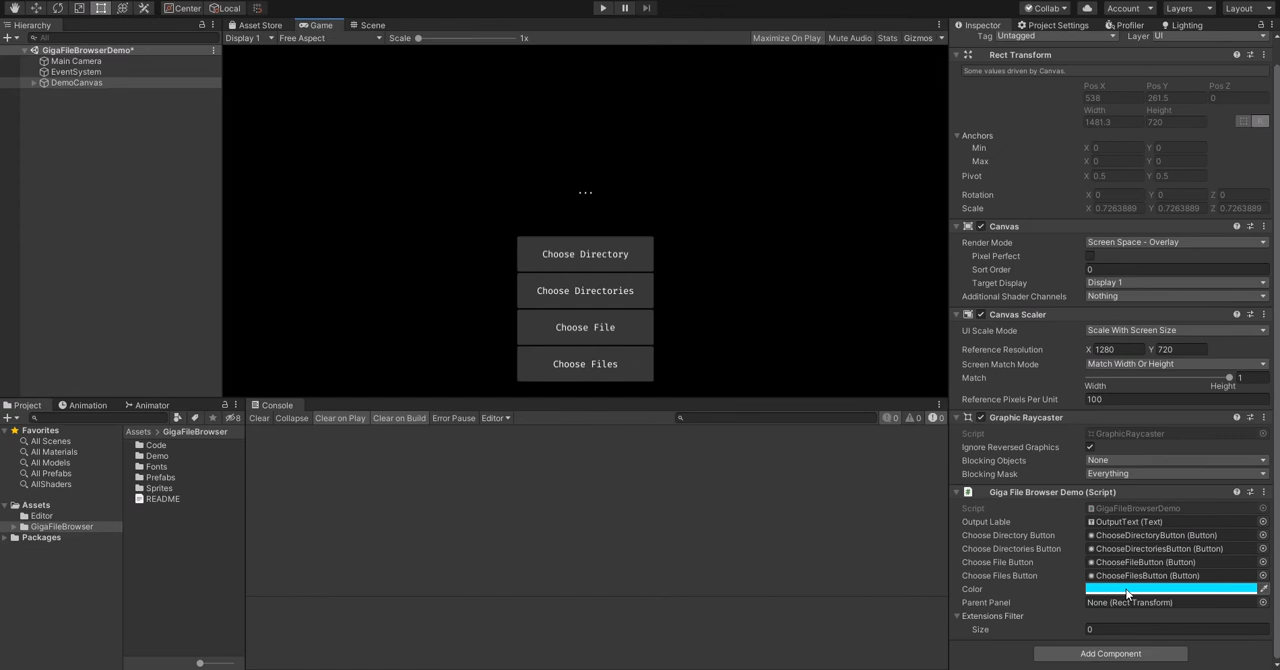 Center Local Collab Account Layers Layout
Hierarchy Asset Store Game Scene Inspector Project Settings Profiler Lighting
All Display 1 Free Aspect Scale 1x Maximize On Play Mute Audio Stats Gizmos Tag Untagged Layer UI
GigaFileBrowserDemo*
Main Camera
EventSystem
DemoCanvas
...
Choose Directory
Choose Directories
Choose File
Choose Files
Rect Transform
Some values driven by Canvas.
Pos X Pos Y Pos Z
538 261.5 0
Width Height
1481.3 720
R
Anchors
Min X 0 Y 0
Max X 0 Y 0
Pivot X 0.5 Y 0.5
Rotation X 0 Y 0 Z 0
Scale X 0.7263889 Y 0.7263889 Z 0.7263889
Canvas
Render Mode Screen Space - Overlay
Pixel Perfect
Sort Order 0
Target Display Display 1
Additional Shader Channels Nothing
Canvas Scaler
UI Scale Mode Scale With Screen Size
Reference Resolution X 1280 Y 720
Screen Match Mode Match Width Or Height
Match 1
Width Height
Reference Pixels Per Unit 100
Graphic Raycaster
Script GraphicRaycaster
Ignore Reversed Graphics
Blocking Objects None
Blocking Mask Everything
Giga File Browser Demo (Script)
Script GigaFileBrowserDemo
Output Lable OutputText (Text)
Choose Directory Button ChooseDirectoryButton (Button)
Choose Directories Button ChooseDirectoriesButton (Button)
Choose File Button ChooseFileButton (Button)
Choose Files Button ChooseFilesButton (Button)
Color
Parent Panel None (Rect Transform)
Extensions Filter
Size 0
Add Component
Project Animation Animator Console
8 Clear Collapse Clear on Play Clear on Build Error Pause Editor 0 0 0
Favorites
All Scenes
All Materials
All Models
All Prefabs
AllShaders
Assets
Editor
GigaFileBrowser
Packages
Assets > GigaFileBrowser
Code
Demo
Fonts
Prefabs
Sprites
README